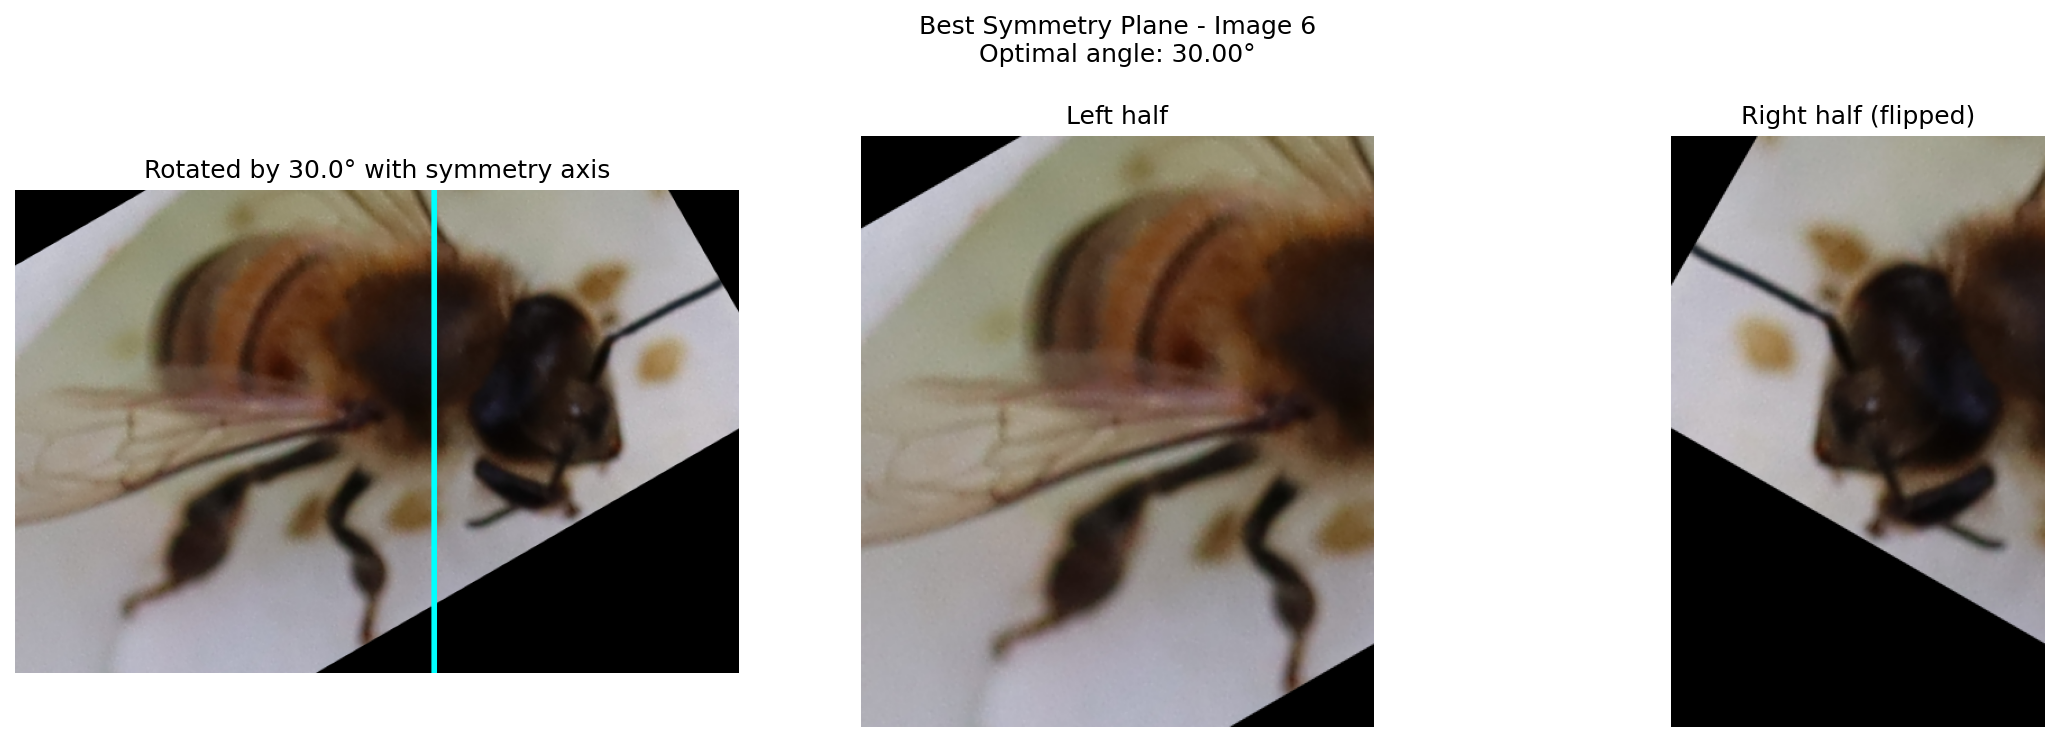 Best Symmetry Plane - Image 6
Optimal angle: 30.00°
Rotated by 30.0° with symmetry axis
Left half
Right half (flipped)